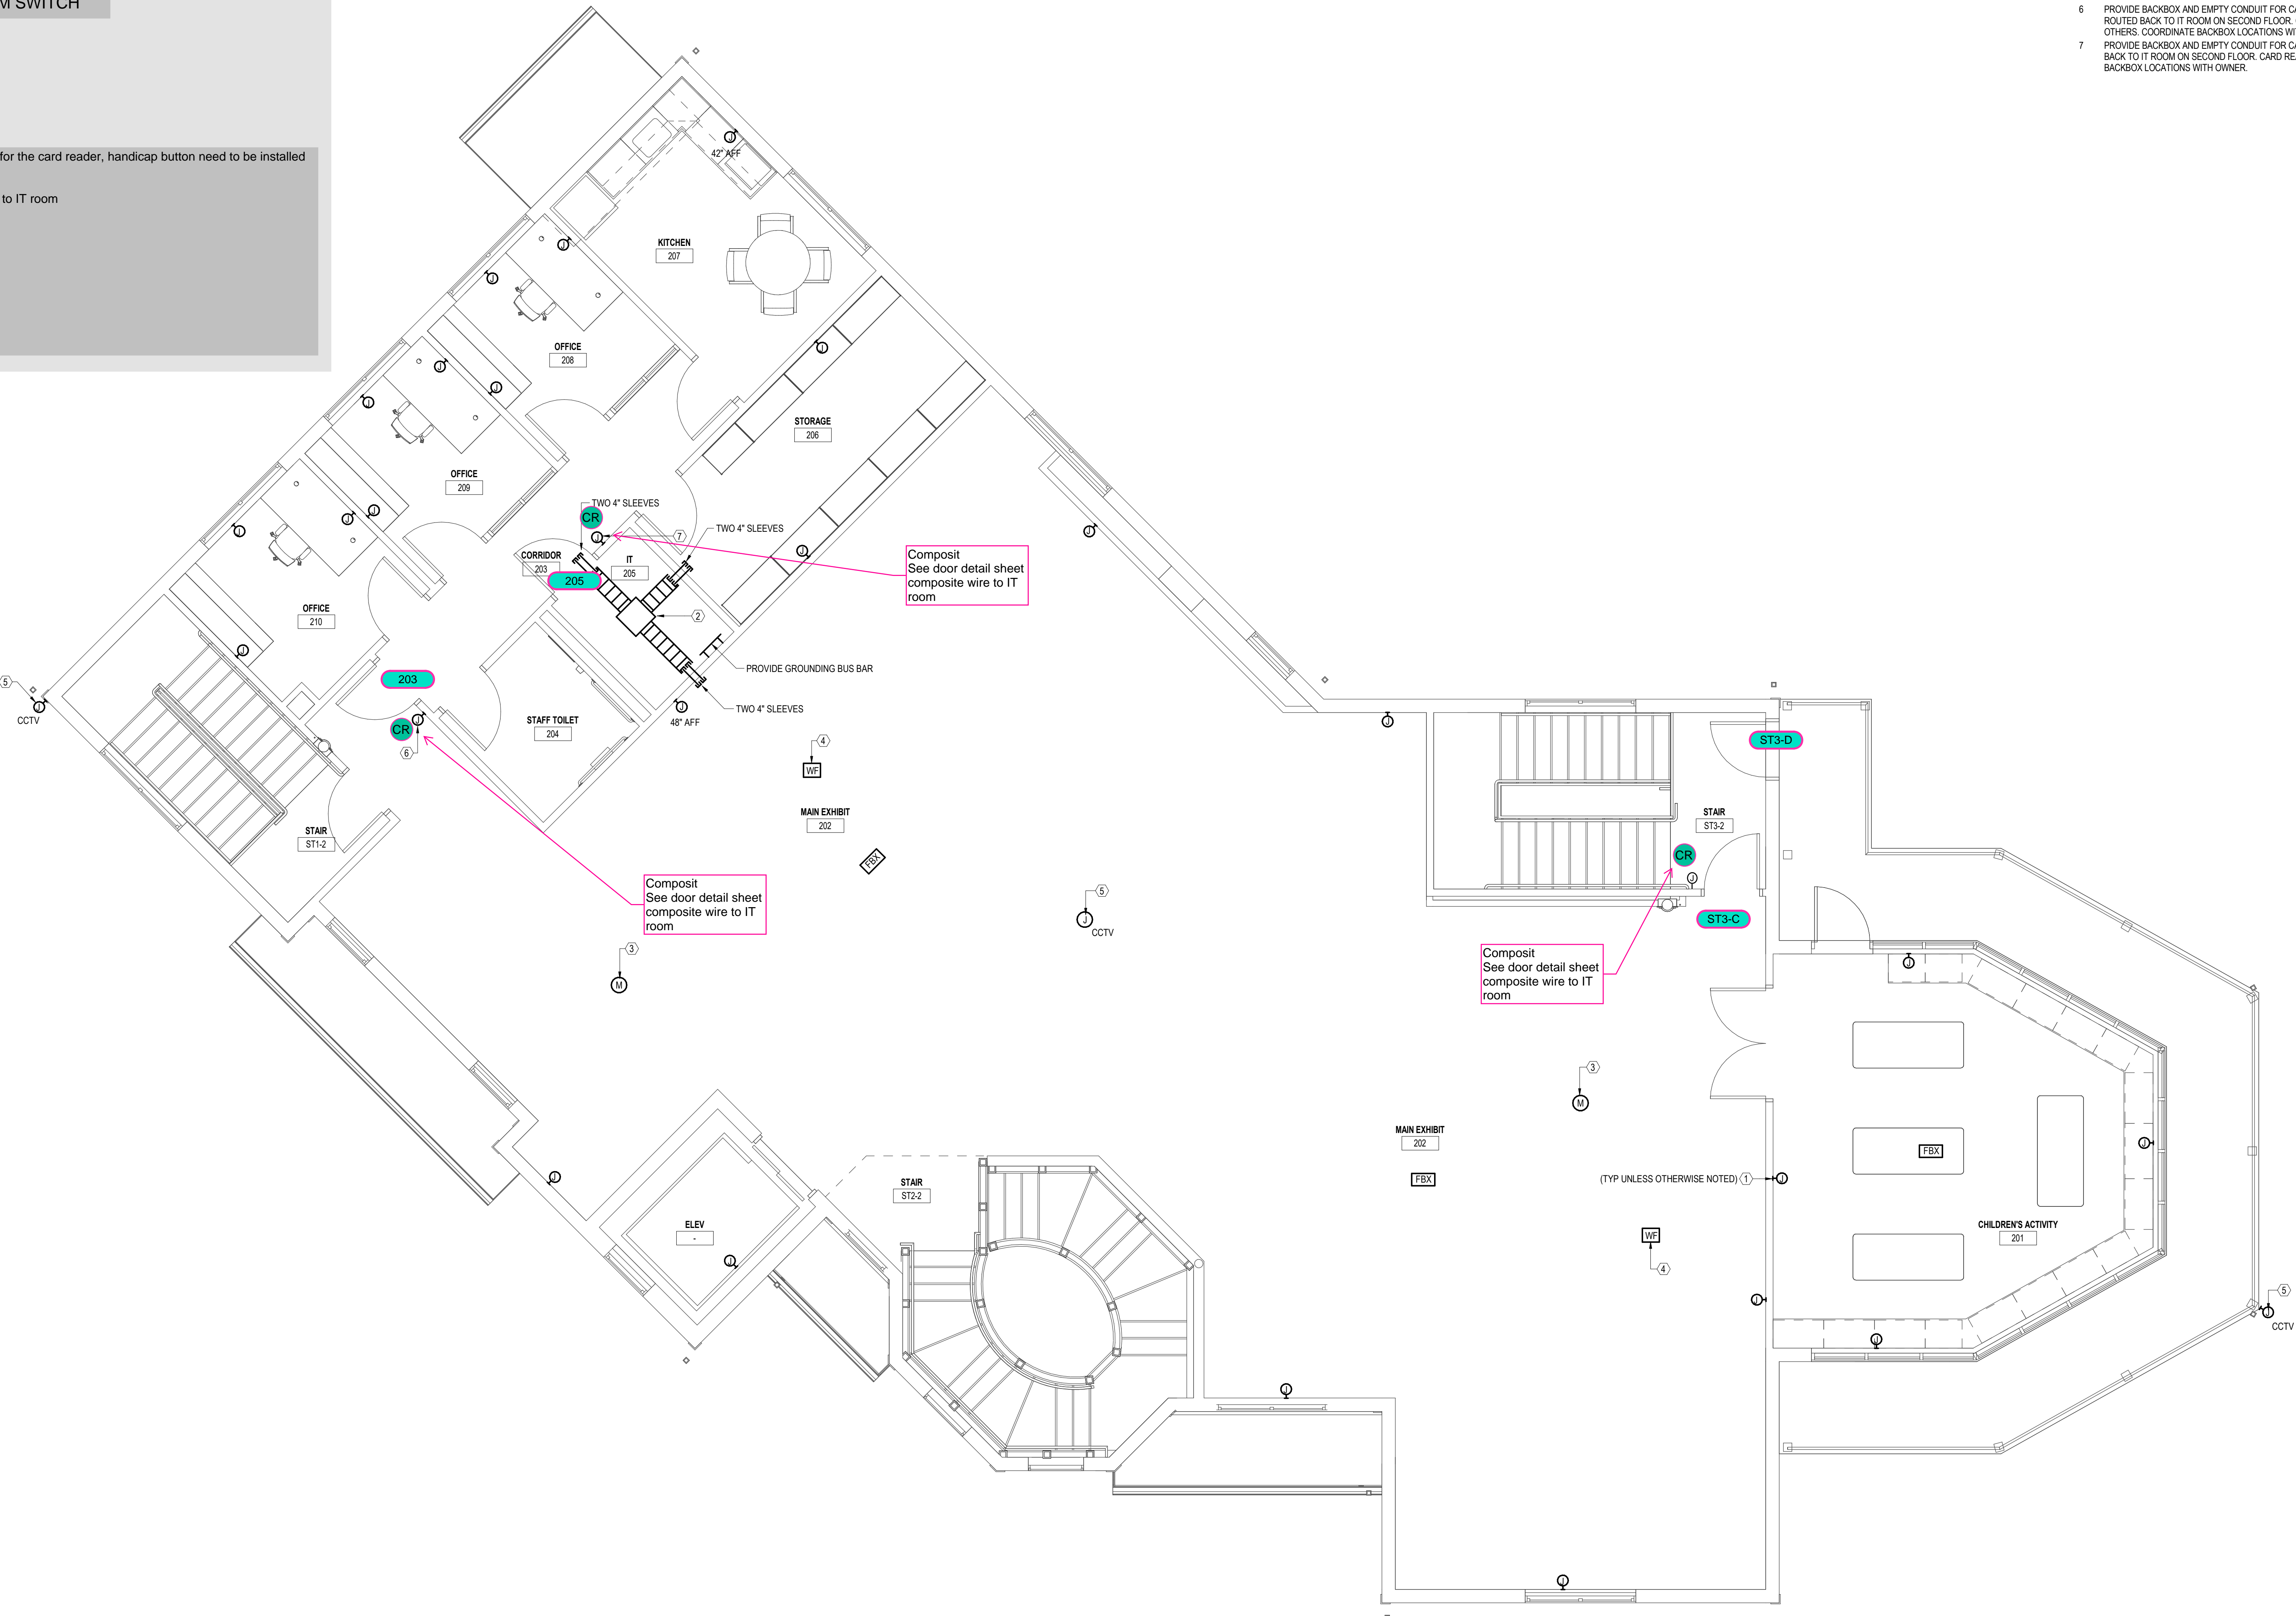 M SWITCH
for the card reader, handicap button need to be installed
to IT room
6 PROVIDE BACKBOX AND EMPTY CONDUIT FOR
ROUTED BACK TO IT ROOM ON SECOND FLOOR.
OTHERS. COORDINATE BACKBOX LOCATIONS
7 PROVIDE BACKBOX AND EMPTY CONDUIT FOR
BACK TO IT ROOM ON SECOND FLOOR. CARD
BACKBOX LOCATIONS WITH OWNER.
J
42" AFF
KITCHEN
207
J
J
OFFICE
208
J
J
J
J
STORAGE
206
OFFICE
209
TWO 4" SLEEVES
CR
TWO 4" SLEEVES
J
J
J
J
7
J
J
CORRIDOR
203
IT
205
205
Composit
See door detail sheet
composite wire to IT
room
OFFICE
210
2
J
PROVIDE GROUNDING BUS BAR
203
5
J
CCTV
J
48" AFF
TWO 4" SLEEVES
STAFF TOILET
204
J
CR
6
J
4
WF
ST3-D
MAIN EXHIBIT
202
STAIR
ST3-2
STAIR
ST1-2
FBX
CR
J
Composit
See door detail sheet
composite wire to IT
room
5
J
CCTV
ST3-C
3
M
Composit
See door detail sheet
composite wire to IT
room
J
3
M
MAIN EXHIBIT
202
J
FBX
J
FBX
(TYP UNLESS OTHERWISE NOTED) 1
J
STAIR
ST2-2
ELEV
-
J
WF
4
CHILDREN'S ACTIVITY
201
J
5
J
CCTV
J
J
J